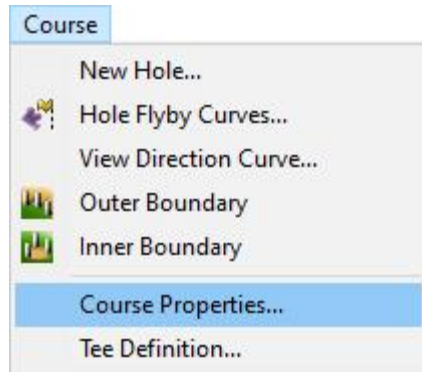 Course
New Hole...
Hole Flyby Curves...
View Direction Curve...
Outer Boundary
Inner Boundary
Course Properties...
Tee Definition...